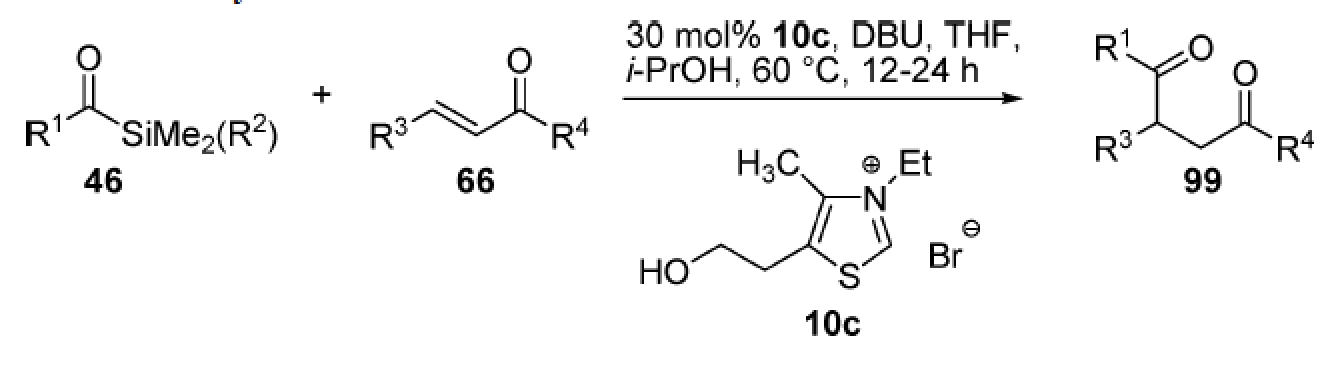 30 mol% 10c, DBU, THF,
i-PrOH, 60 °C, 12-24 h
O
R¹ SiMe₂(R²)
46
+
O
R³ R⁴
66
H₃C ⊕ Et
N
HO S Br⊖
10c
R¹ O O
R³ R⁴
99